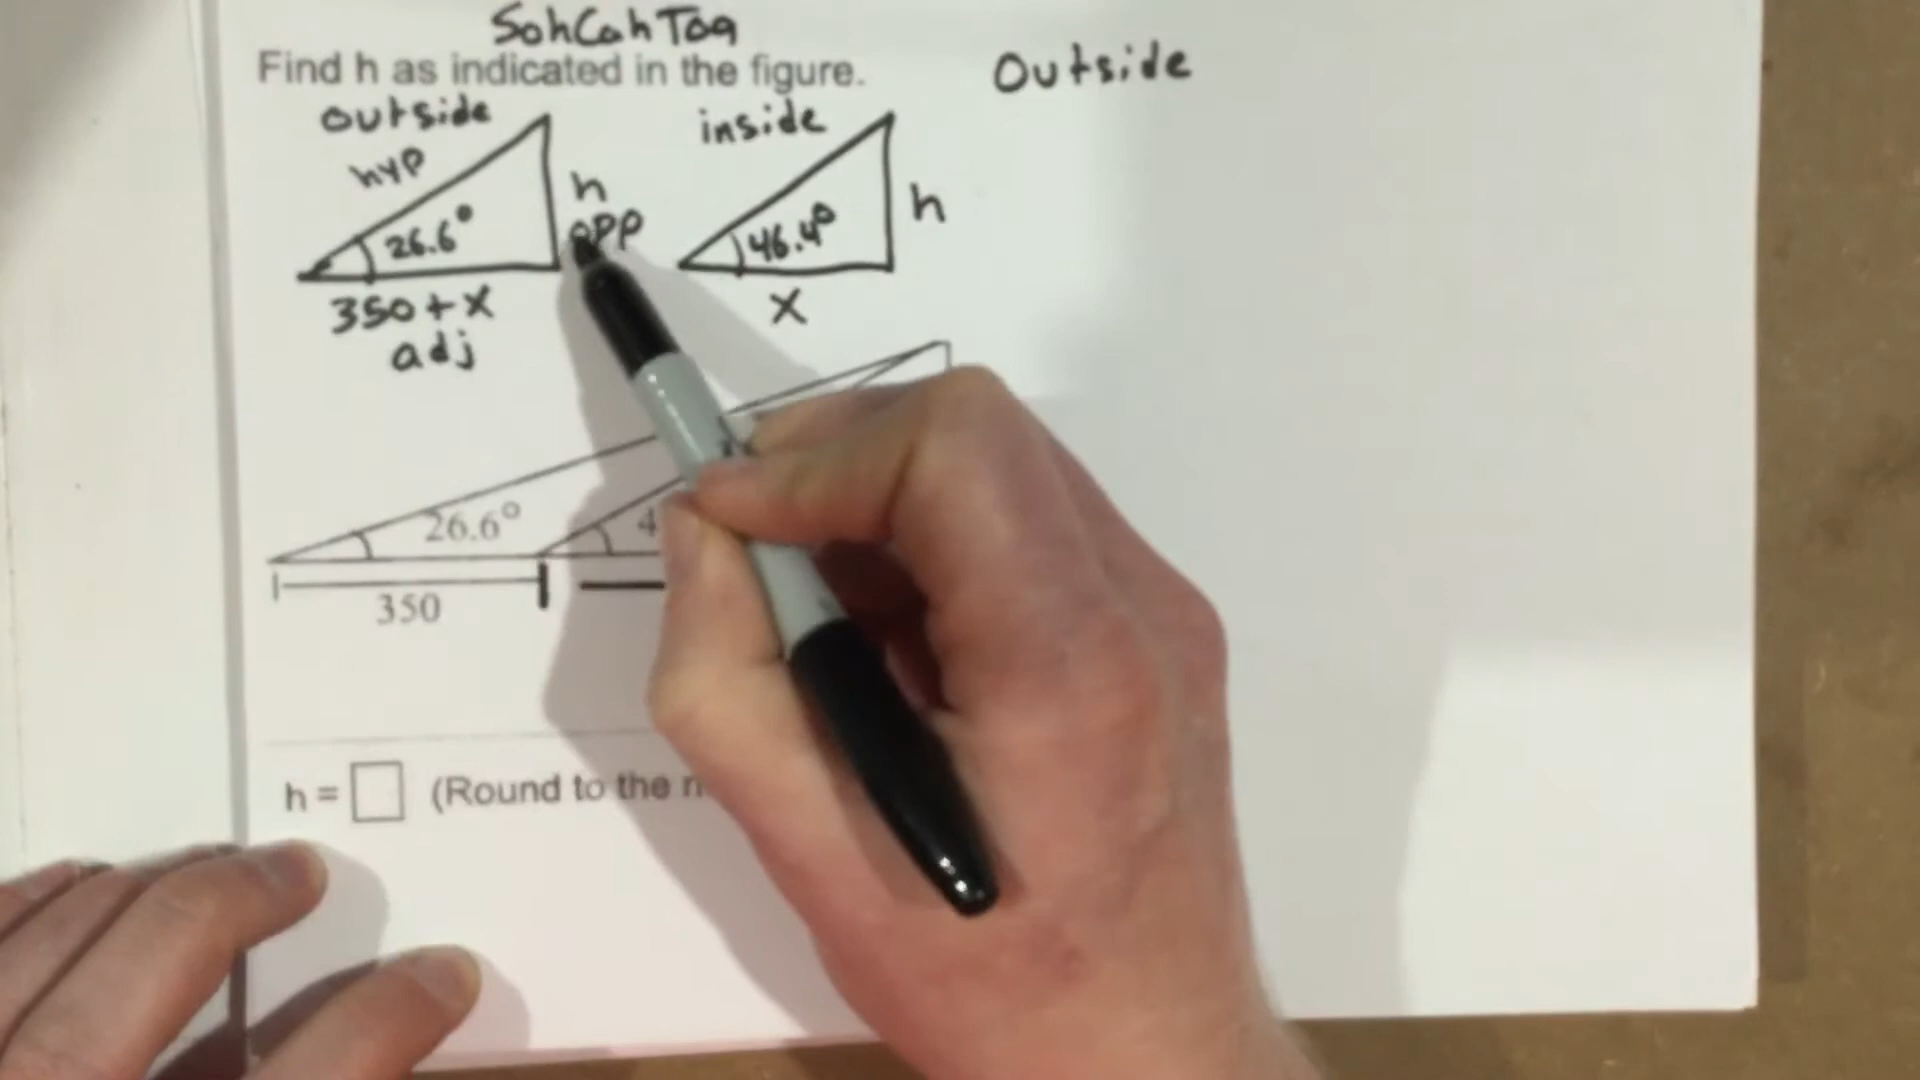 SohCahToa
Find h as indicated in the figure.
Outside
outside
inside
hyp
h
opp
26.6°
350+x
adj
46.4°
h
x
26.6°
4
350
h = (Round to the